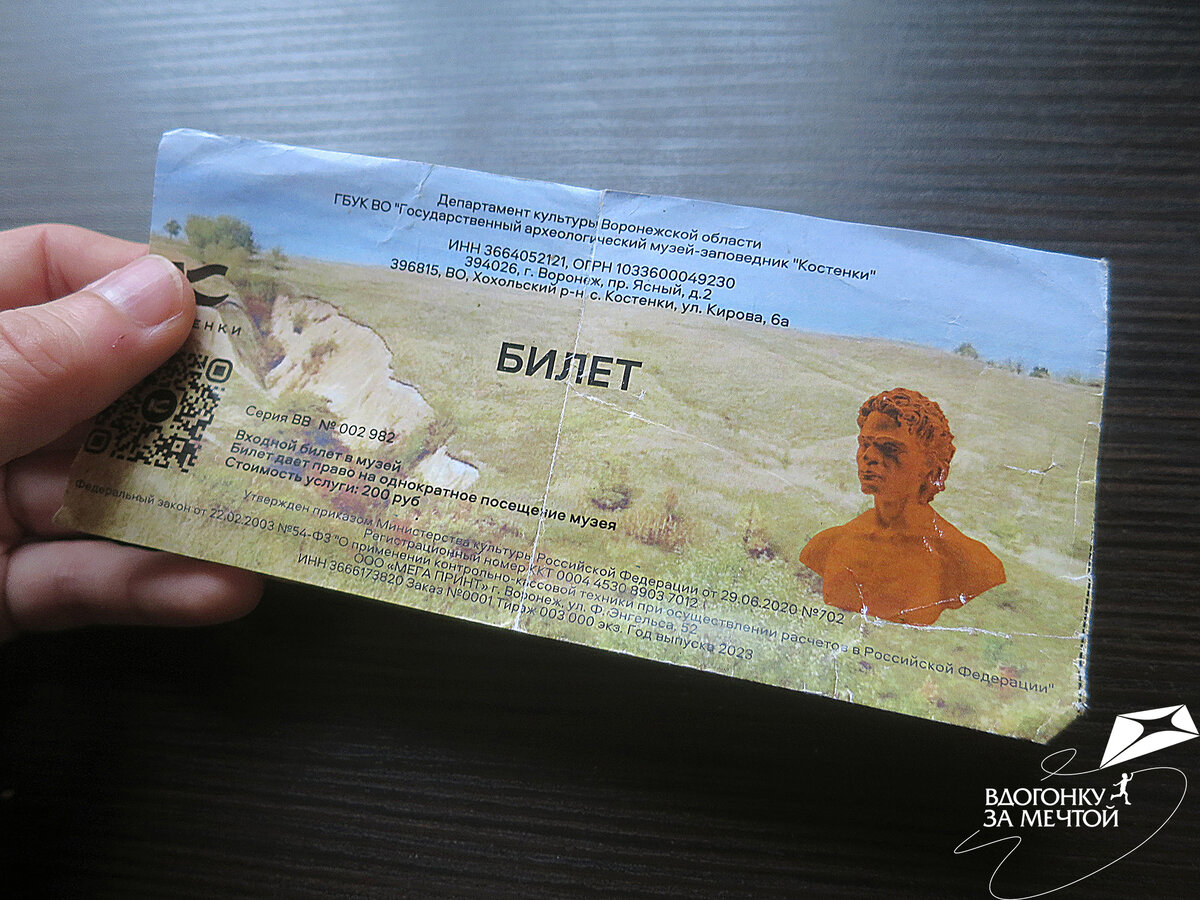 Департамент культуры Воронежской области
ГБУК ВО "Государственный археологический музей-заповедник "Костенки"
ИНН 3664052121, ОГРН 1033600049230
394026, г. Воронеж, пр. Ясный, д.2
396815, ВО, Хохольский р-н с. Костенки, ул. Кирова, 6а
БИЛЕТ
Серия ВВ № 002 982
Входной билет в музей
Билет дает право на однократное посещение музея
Стоимость услуги: 200 руб
Утвержден приказом Министерства культуры Российской Федерации от 29.06.2020 №702
Регистрационный номер ККТ 0004 4530 8903 7012
Федеральный закон от 22.02.2003 №54-ФЗ "О применении контрольно-кассовой техники при осуществлении расчетов в Российской Федерации"
ООО «МЕГА ПРИНТ» г. Воронеж, ул. Ф. Энгельса, 52
ИНН 3666173820 Заказ №0001 Тираж 003 000 экз. Год выпуска 2023
ВДОГОНКУ
ЗА МЕЧТОЙ